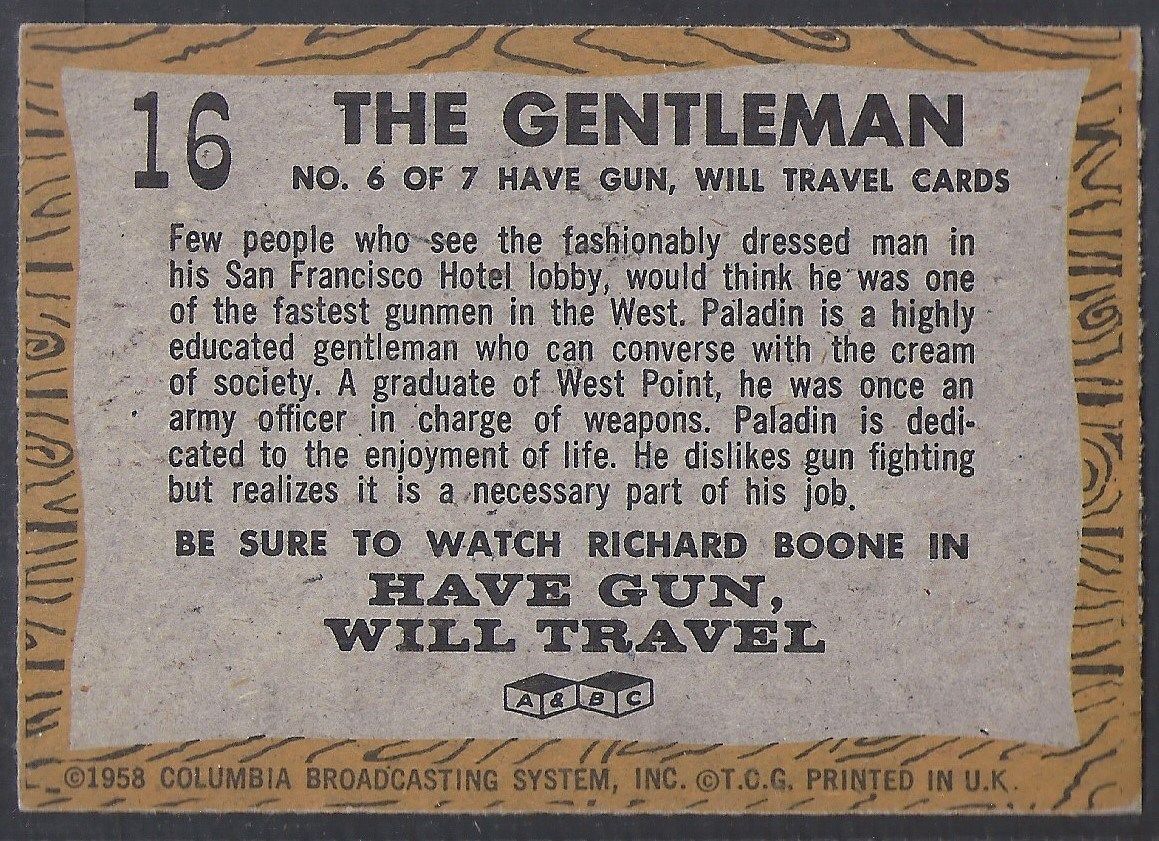 16
THE GENTLEMAN
NO. 6 OF 7 HAVE GUN, WILL TRAVEL CARDS
Few people who see the fashionably dressed man in
his San Francisco Hotel lobby, would think he was one
of the fastest gunmen in the West. Paladin is a highly
educated gentleman who can converse with the cream
of society. A graduate of West Point, he was once an
army officer in charge of weapons. Paladin is dedi-
cated to the enjoyment of life. He dislikes gun fighting
but realizes it is a necessary part of his job.
BE SURE TO WATCH RICHARD BOONE IN
HAVE GUN,
WILL TRAVEL
A & B C
©1958 COLUMBIA BROADCASTING SYSTEM, INC. ©T.C.G. PRINTED IN U.K.